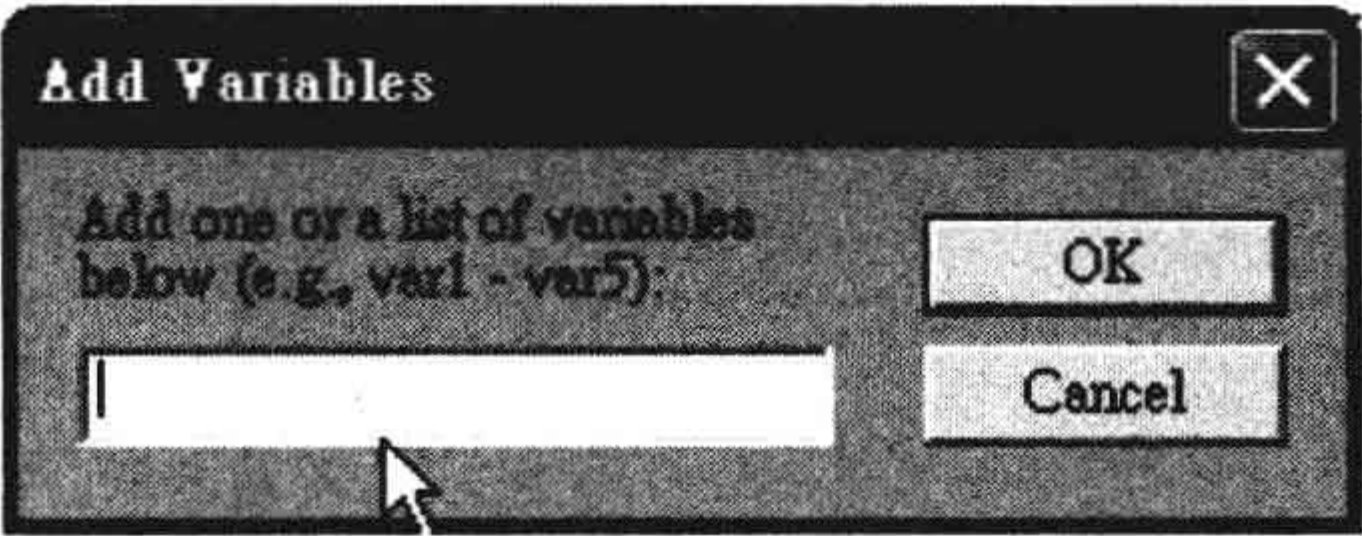 Add Variables
Add one or a list of variables
below (e.g., var1 - var5):
OK
Cancel